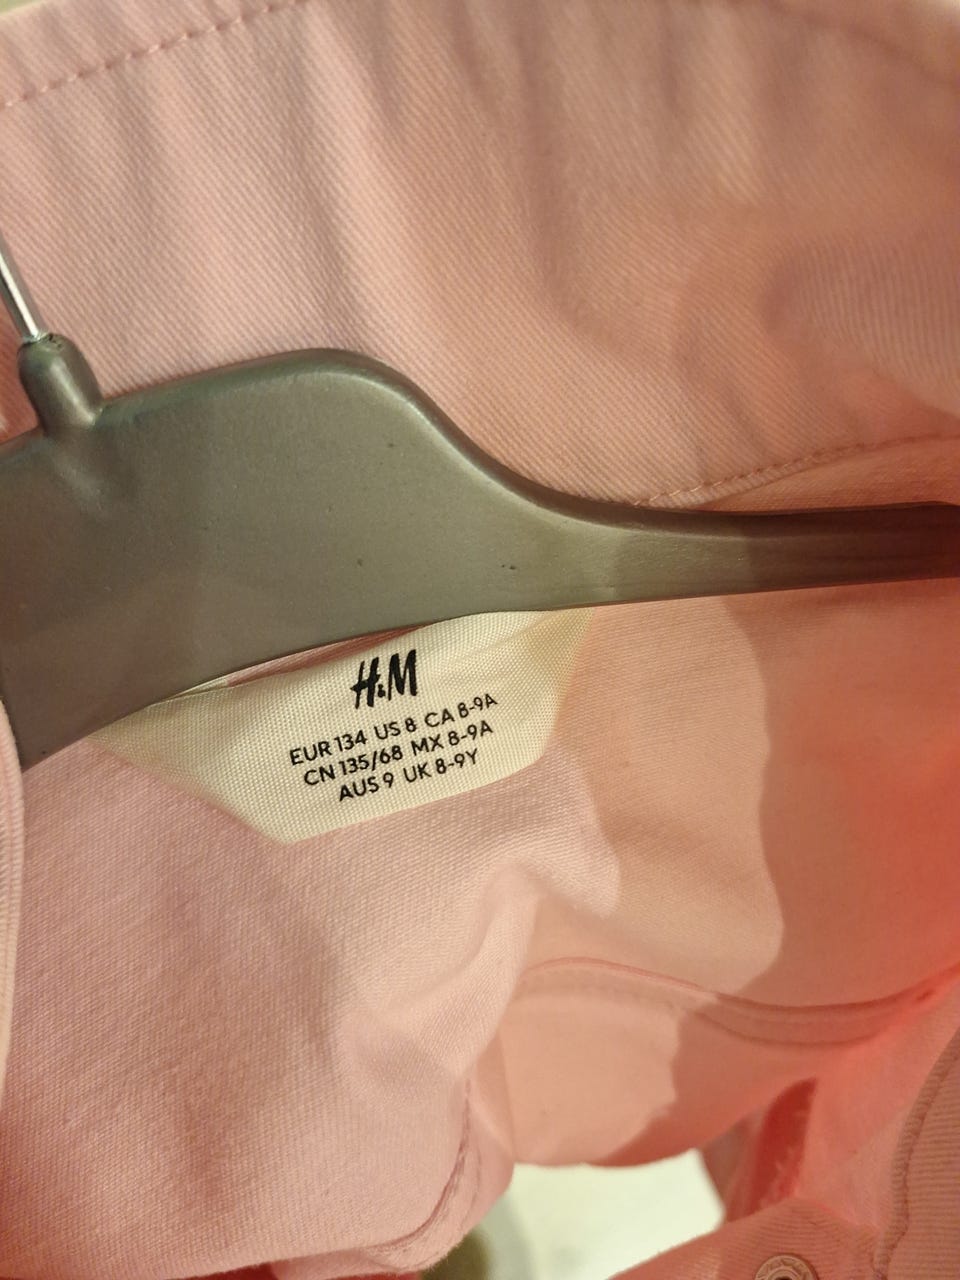 H&M
EUR 134 US 8 CA 8-9A
CN 135/68 MX 8-9A
AUS 9 UK 8-9Y